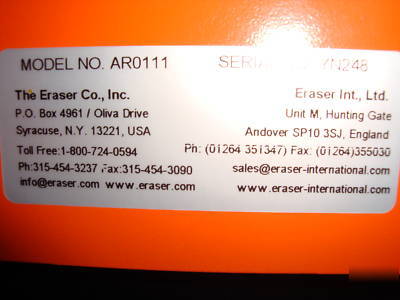 MODEL NO. AR0111 SERIAL YN248
The Eraser Co., Inc. Eraser Int., Ltd.
P.O. Box 4961 / Oliva Drive Unit M, Hunting Gate
Syracuse, N.Y. 13221, USA Andover SP10 3SJ, England
Toll Free:1-800-724-0594 Ph: (01264 351347) Fax: (01264)355030
Ph:315-454-3237 Fax:315-454-3090 sales@eraser-international.com
info@eraser.com www.eraser.com www.eraser-international.com